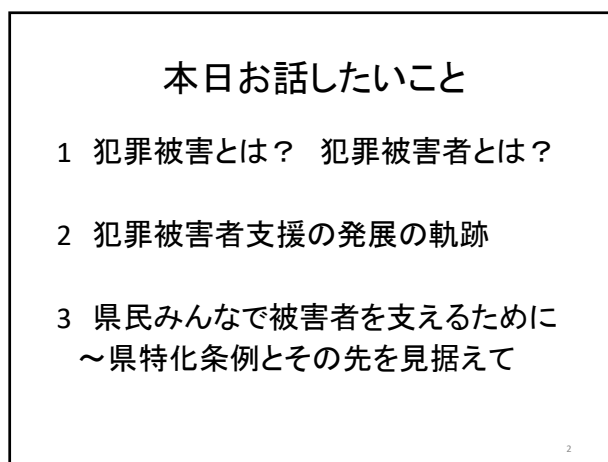 本日お話したいこと
1 犯罪被害とは？ 犯罪被害者とは？
2 犯罪被害者支援の発展の軌跡
3 県民みんなで被害者を支えるために
～県特化条例とその先を見据えて
2